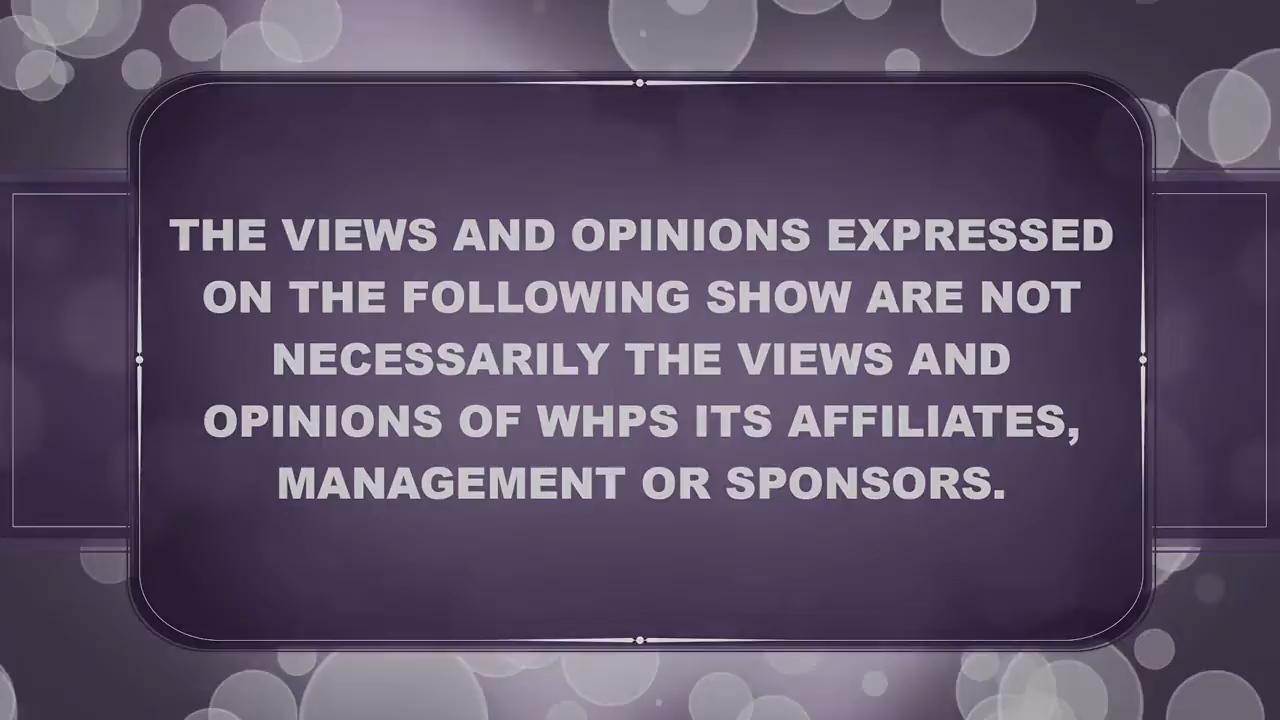 THE VIEWS AND OPINIONS EXPRESSED
ON THE FOLLOWING SHOW ARE NOT
NECESSARILY THE VIEWS AND
OPINIONS OF WHPS ITS AFFILIATES,
MANAGEMENT OR SPONSORS.